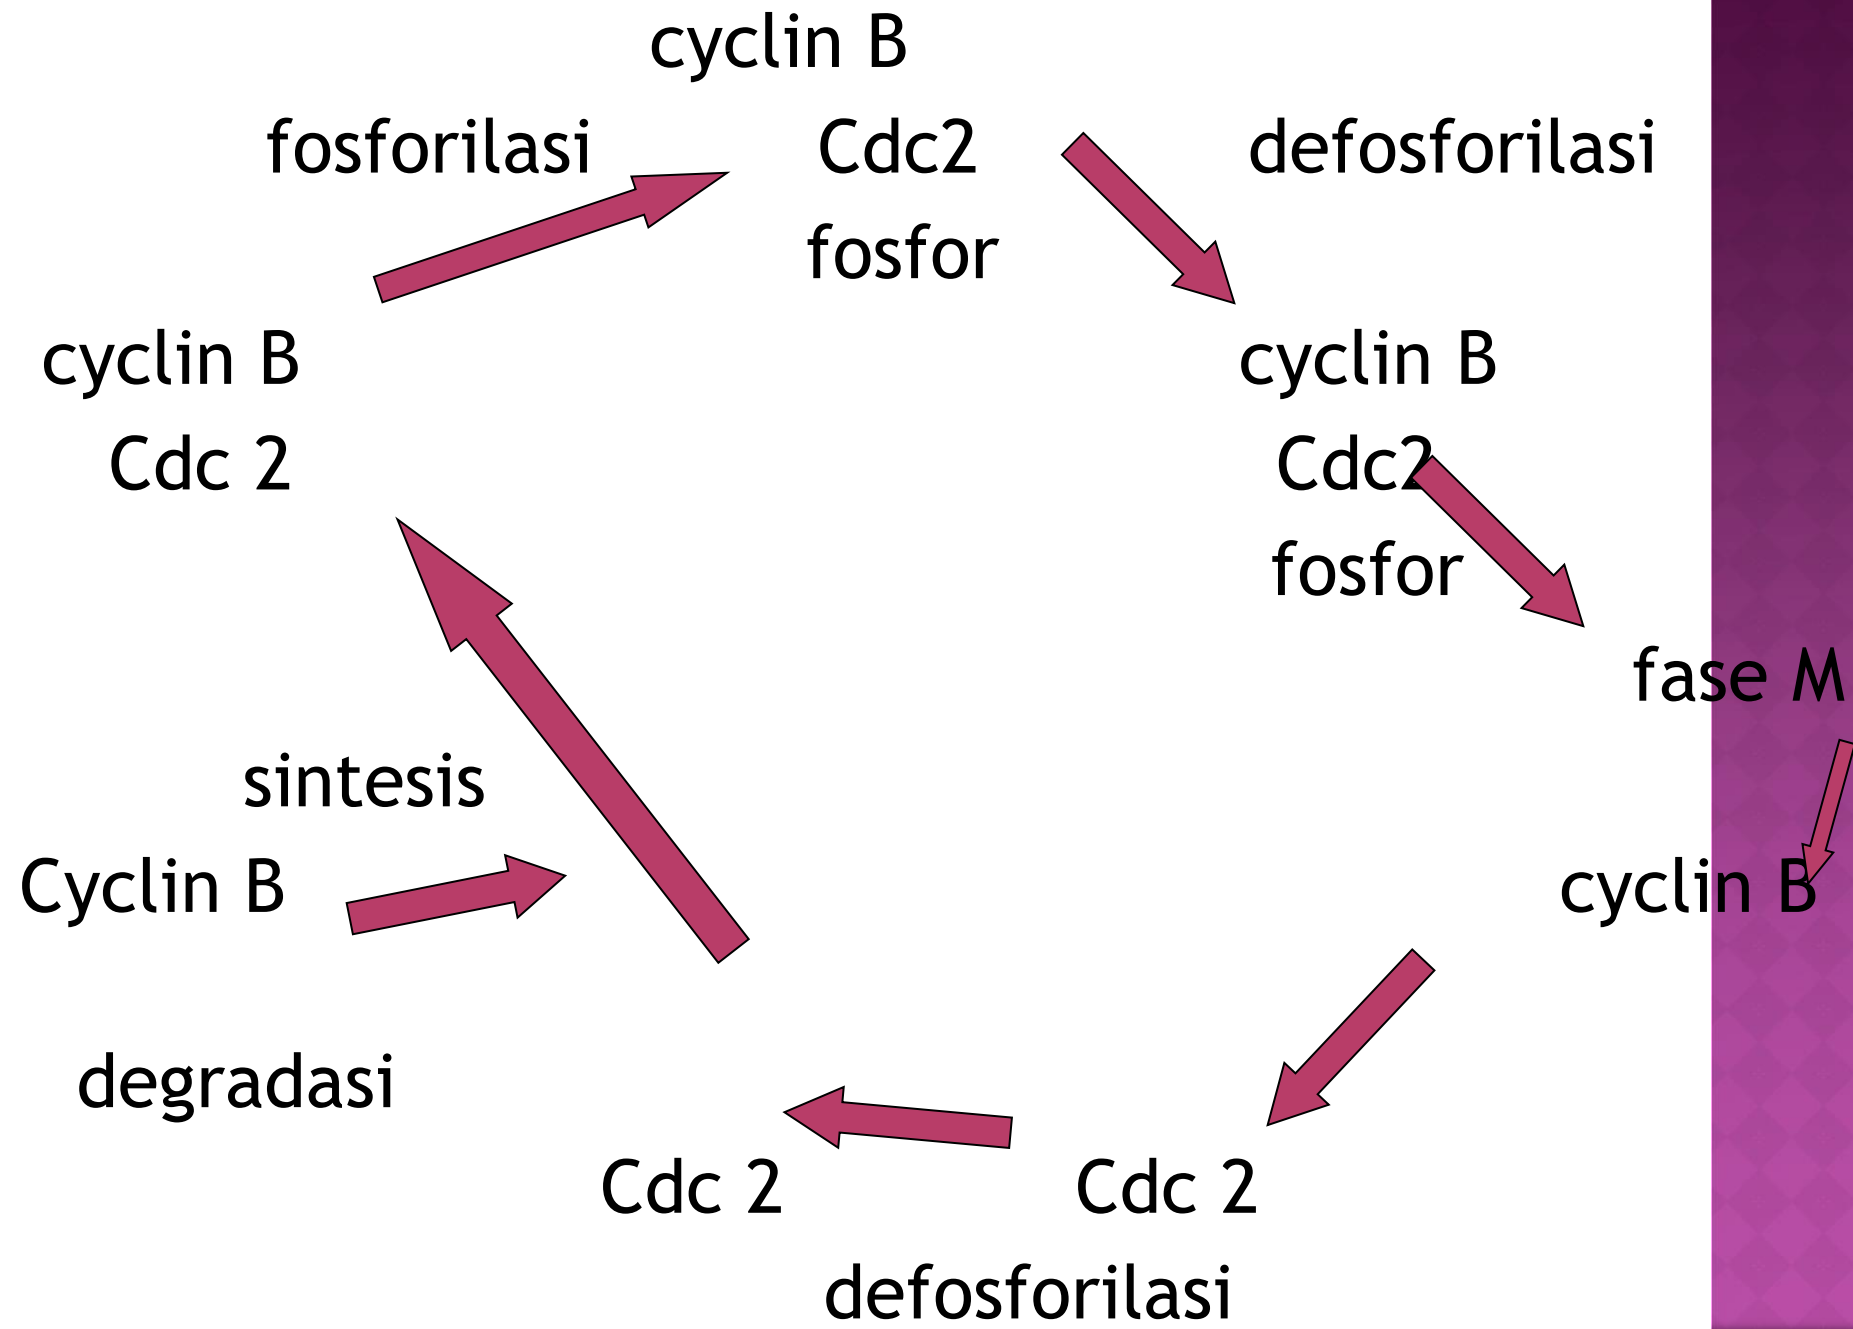 cyclin B
fosforilasi Cdc2 defosforilasi
fosfor
cyclin B cyclin B
Cdc 2 Cdc2
fosfor
fase M
sintesis
Cyclin B cyclin B
degradasi
Cdc 2 Cdc 2
defosforilasi